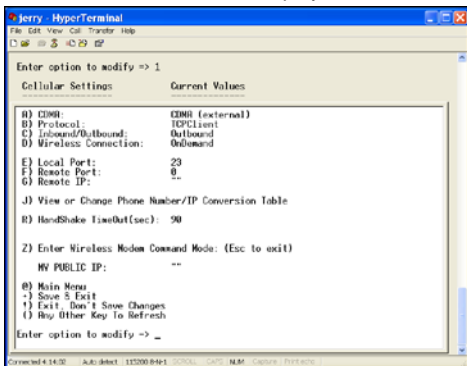 jerry - HyperTerminal
File Edit View Call Transfer Help
Enter option to modify => 1
Cellular Settings Current Values
A) CDMA: CDMA (external)
B) Protocol: TCPClient
C) Inbound/Outbound: Outbound
D) Wireless Connection: OnDemand
E) Local Port: 23
F) Remote Port: 0
G) Remote IP: ""
J) View or Change Phone Number/IP Conversion Table
R) HandShake TimeOut(sec): 90
Z) Enter Wireless Modem Command Mode: (Esc to exit)
MY PUBLIC IP: ""
@) Main Menu
+) Save & Exit
!) Exit, Don't Save Changes
() Any Other Key To Refresh
Enter option to modify => _
Connected 4:14:02 Auto detect 115200 8-N-1 SCROLL CAPS NUM Capture Print echo